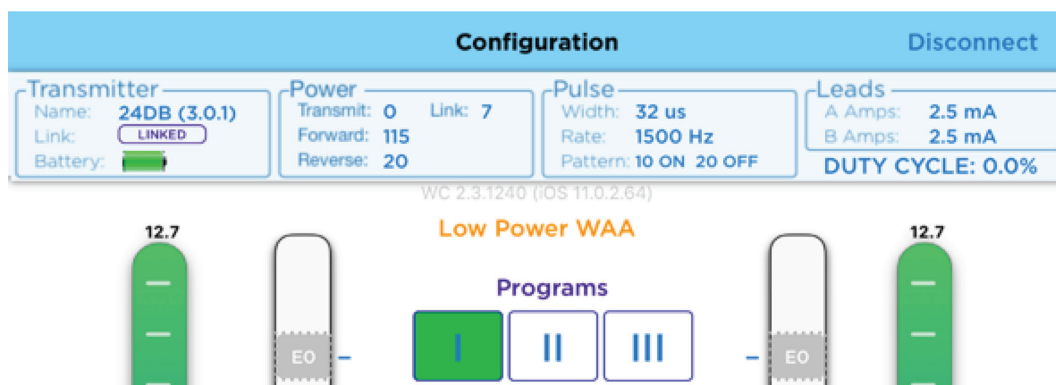 Configuration Disconnect
Transmitter Power Pulse Leads
Name: 24DB (3.0.1) Transmit: 0 Link: 7 Width: 32 us A Amps: 2.5 mA
Link: LINKED Forward: 115 Rate: 1500 Hz B Amps: 2.5 mA
Battery: Reverse: 20 Pattern: 10 ON 20 OFF DUTY CYCLE: 0.0%
WC 2.3.1240 (iOS 11.0.2.64)
12.7 Low Power WAA 12.7
Programs
E0 I II III E0